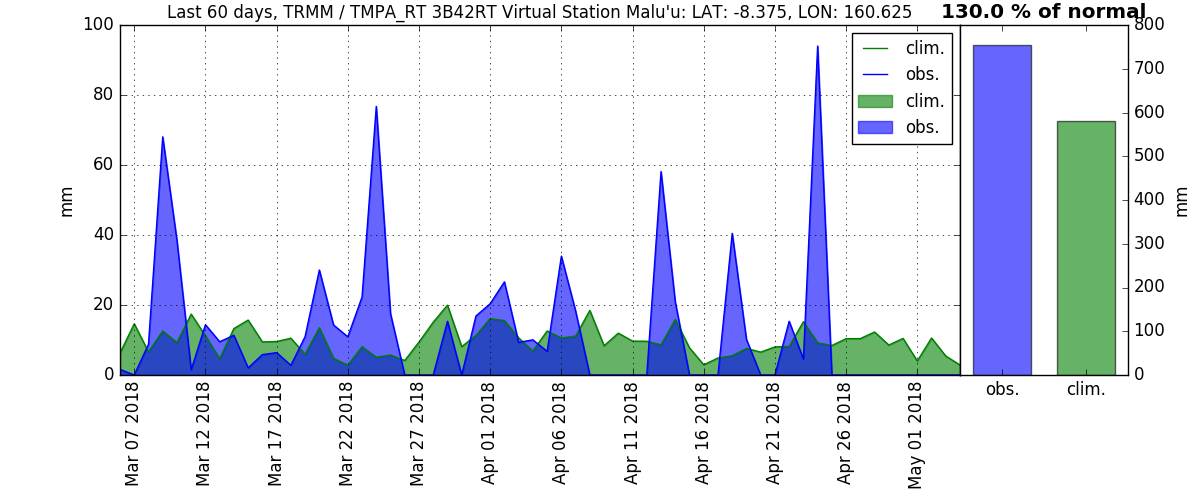 Last 60 days, TRMM / TMPA_RT 3B42RT Virtual Station Malu'u: LAT: -8.375, LON: 160.625
130.0 % of normal
100
80
60
40
20
0
mm
clim.
obs.
clim.
obs.
800
700
600
500
400
300
200
100
0
mm
Mar 07 2018
Mar 12 2018
Mar 17 2018
Mar 22 2018
Mar 27 2018
Apr 01 2018
Apr 06 2018
Apr 11 2018
Apr 16 2018
Apr 21 2018
Apr 26 2018
May 01 2018
obs.
clim.